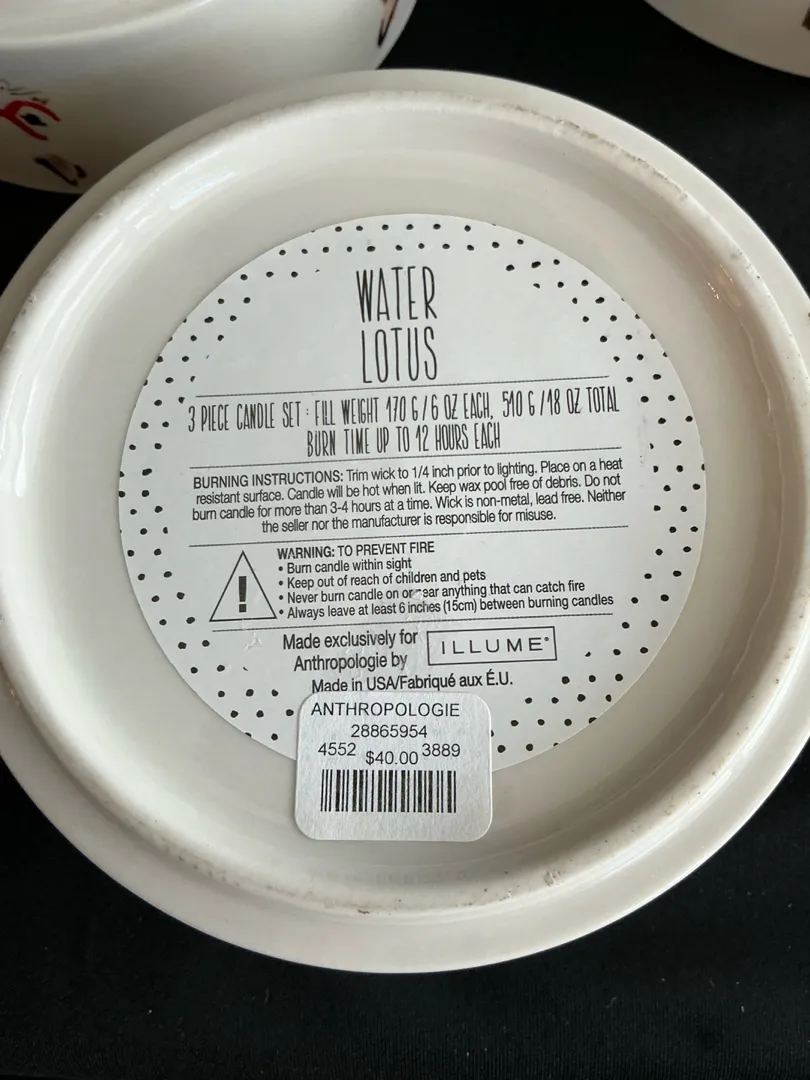 WATER
LOTUS
3 PIECE CANDLE SET : FILL WEIGHT 170 G/6 OZ EACH, 510 G/18 OZ TOTAL
BURN TIME UP TO 12 HOURS EACH
BURNING INSTRUCTIONS: Trim wick to 1/4 inch prior to lighting. Place on a heat
resistant surface. Candle will be hot when lit. Keep wax pool free of debris. Do not
burn candle for more than 3-4 hours at a time. Wick is non-metal, lead free. Neither
the seller nor the manufacturer is responsible for misuse.
WARNING: TO PREVENT FIRE
• Burn candle within sight
• Keep out of reach of children and pets
• Never burn candle on or near anything that can catch fire
• Always leave at least 6 inches (15cm) between burning candles
Made exclusively for
Anthropologie by
ILLUME®
Made in USA/Fabriqué aux É.U.
ANTHROPOLOGIE
28865954
4552 $40.00 3889